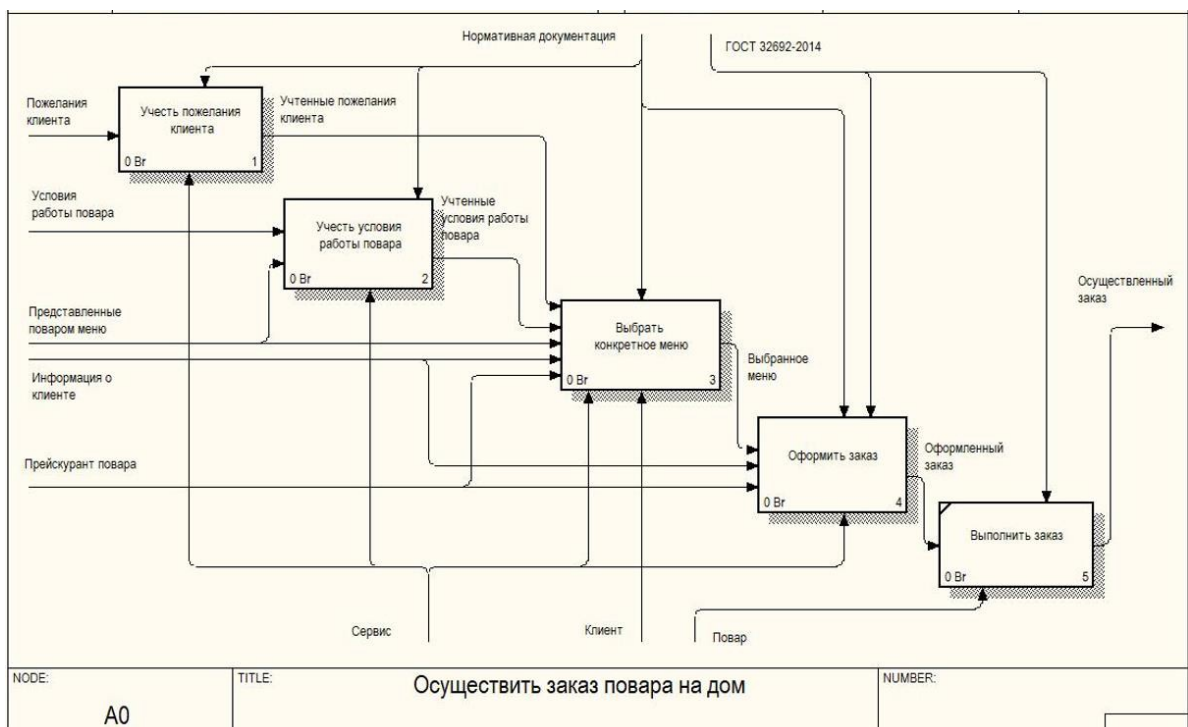 Нормативная документация
ГОСТ 32692-2014
Пожелания
клиента
Учесть пожелания
клиента
0 Br 1
Учтенные пожелания
клиента
Условия
работы повара
Учесть условия
работы повара
0 Br 2
Учтенные
условия работы
повара
Осуществленный
заказ
Представленные
поваром меню
Выбрать
конкретное меню
0 Br 3
Выбранное
меню
Информация о
клиенте
Прейскурант повара
Оформить заказ
0 Br 4
Оформленный
заказ
Выполнить заказ
0 Br 5
Сервис
Клиент
Повар
NODE:
A0
TITLE:
Осуществить заказ повара на дом
NUMBER: